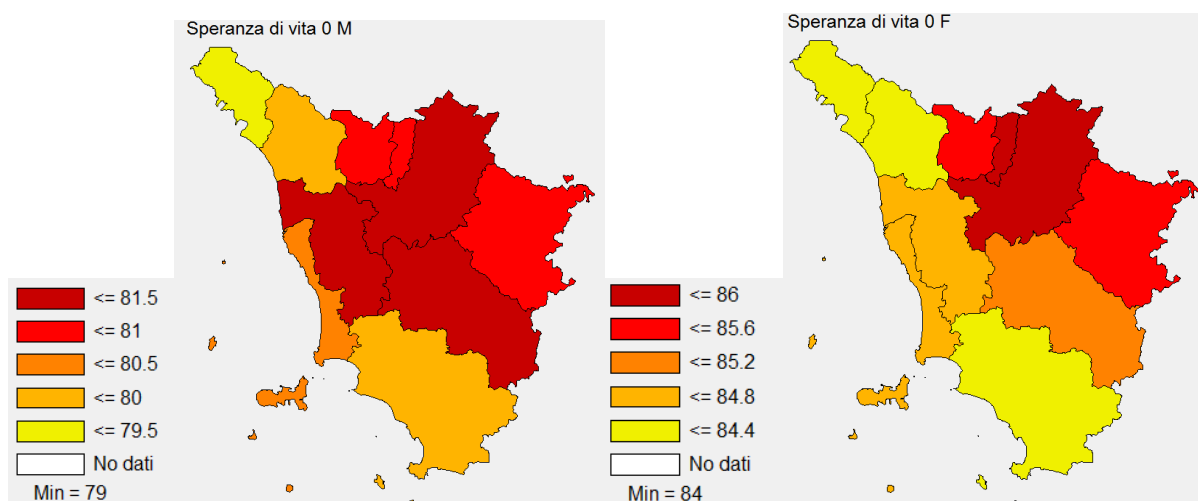 Speranza di vita 0 M
<= 81.5
<= 81
<= 80.5
<= 80
<= 79.5
No dati
Min = 79
Speranza di vita 0 F
<= 86
<= 85.6
<= 85.2
<= 84.8
<= 84.4
No dati
Min = 84